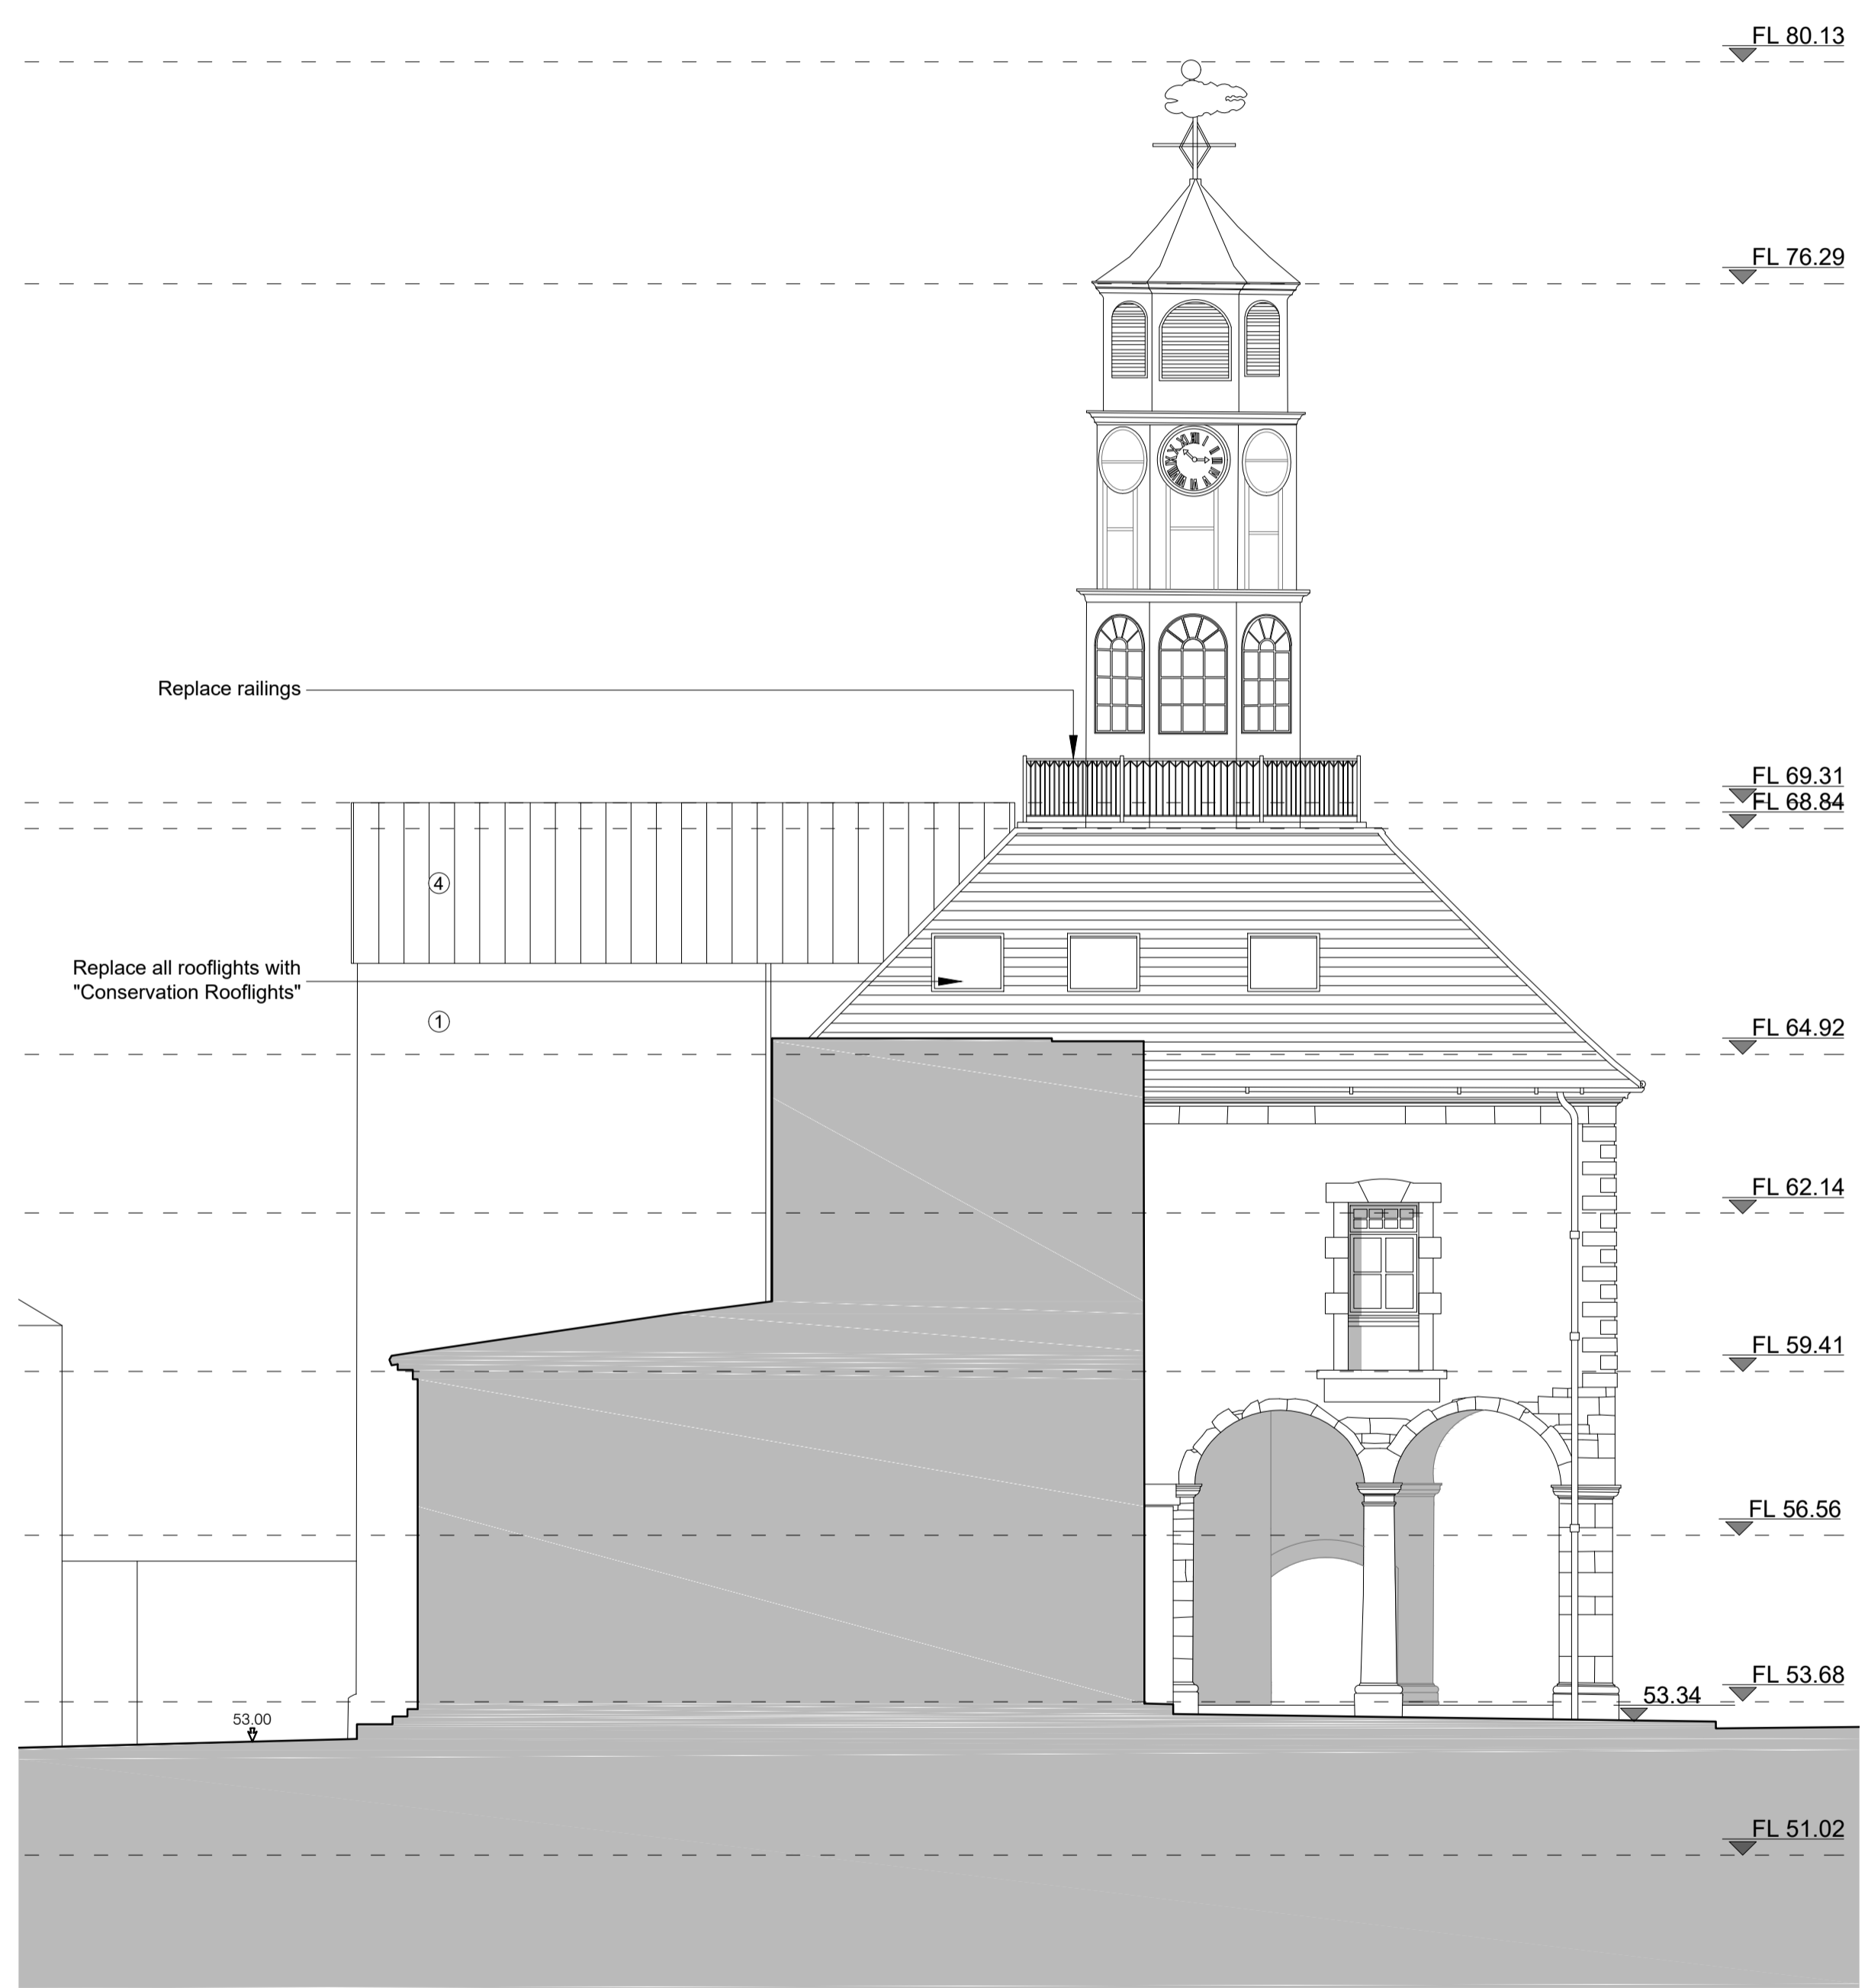 FL 80.13
FL 76.29
Replace railings
FL 69.31
FL 68.84
4
Replace all rooflights with
"Conservation Rooflights"
1
FL 64.92
FL 62.14
FL 59.41
FL 56.56
FL 53.68
53.34
53.00
FL 51.02